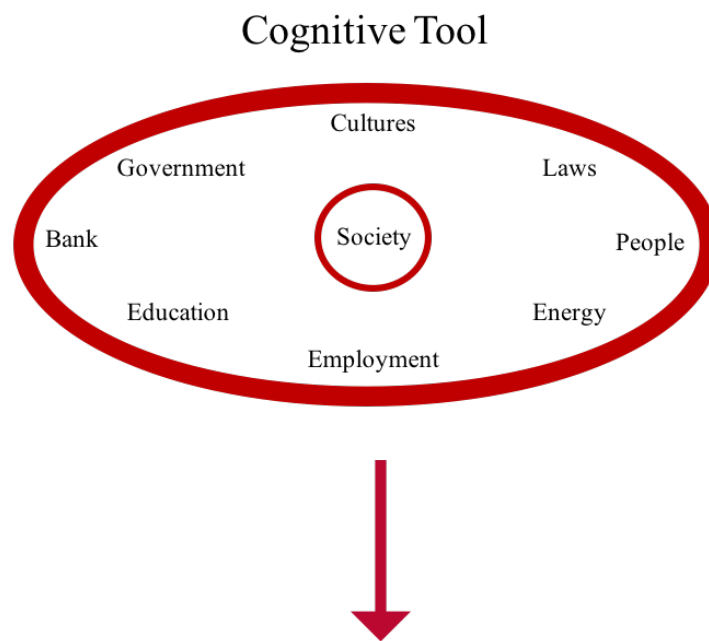 Cognitive Tool
Cultures
Government
Laws
Bank
Society
People
Education
Energy
Employment